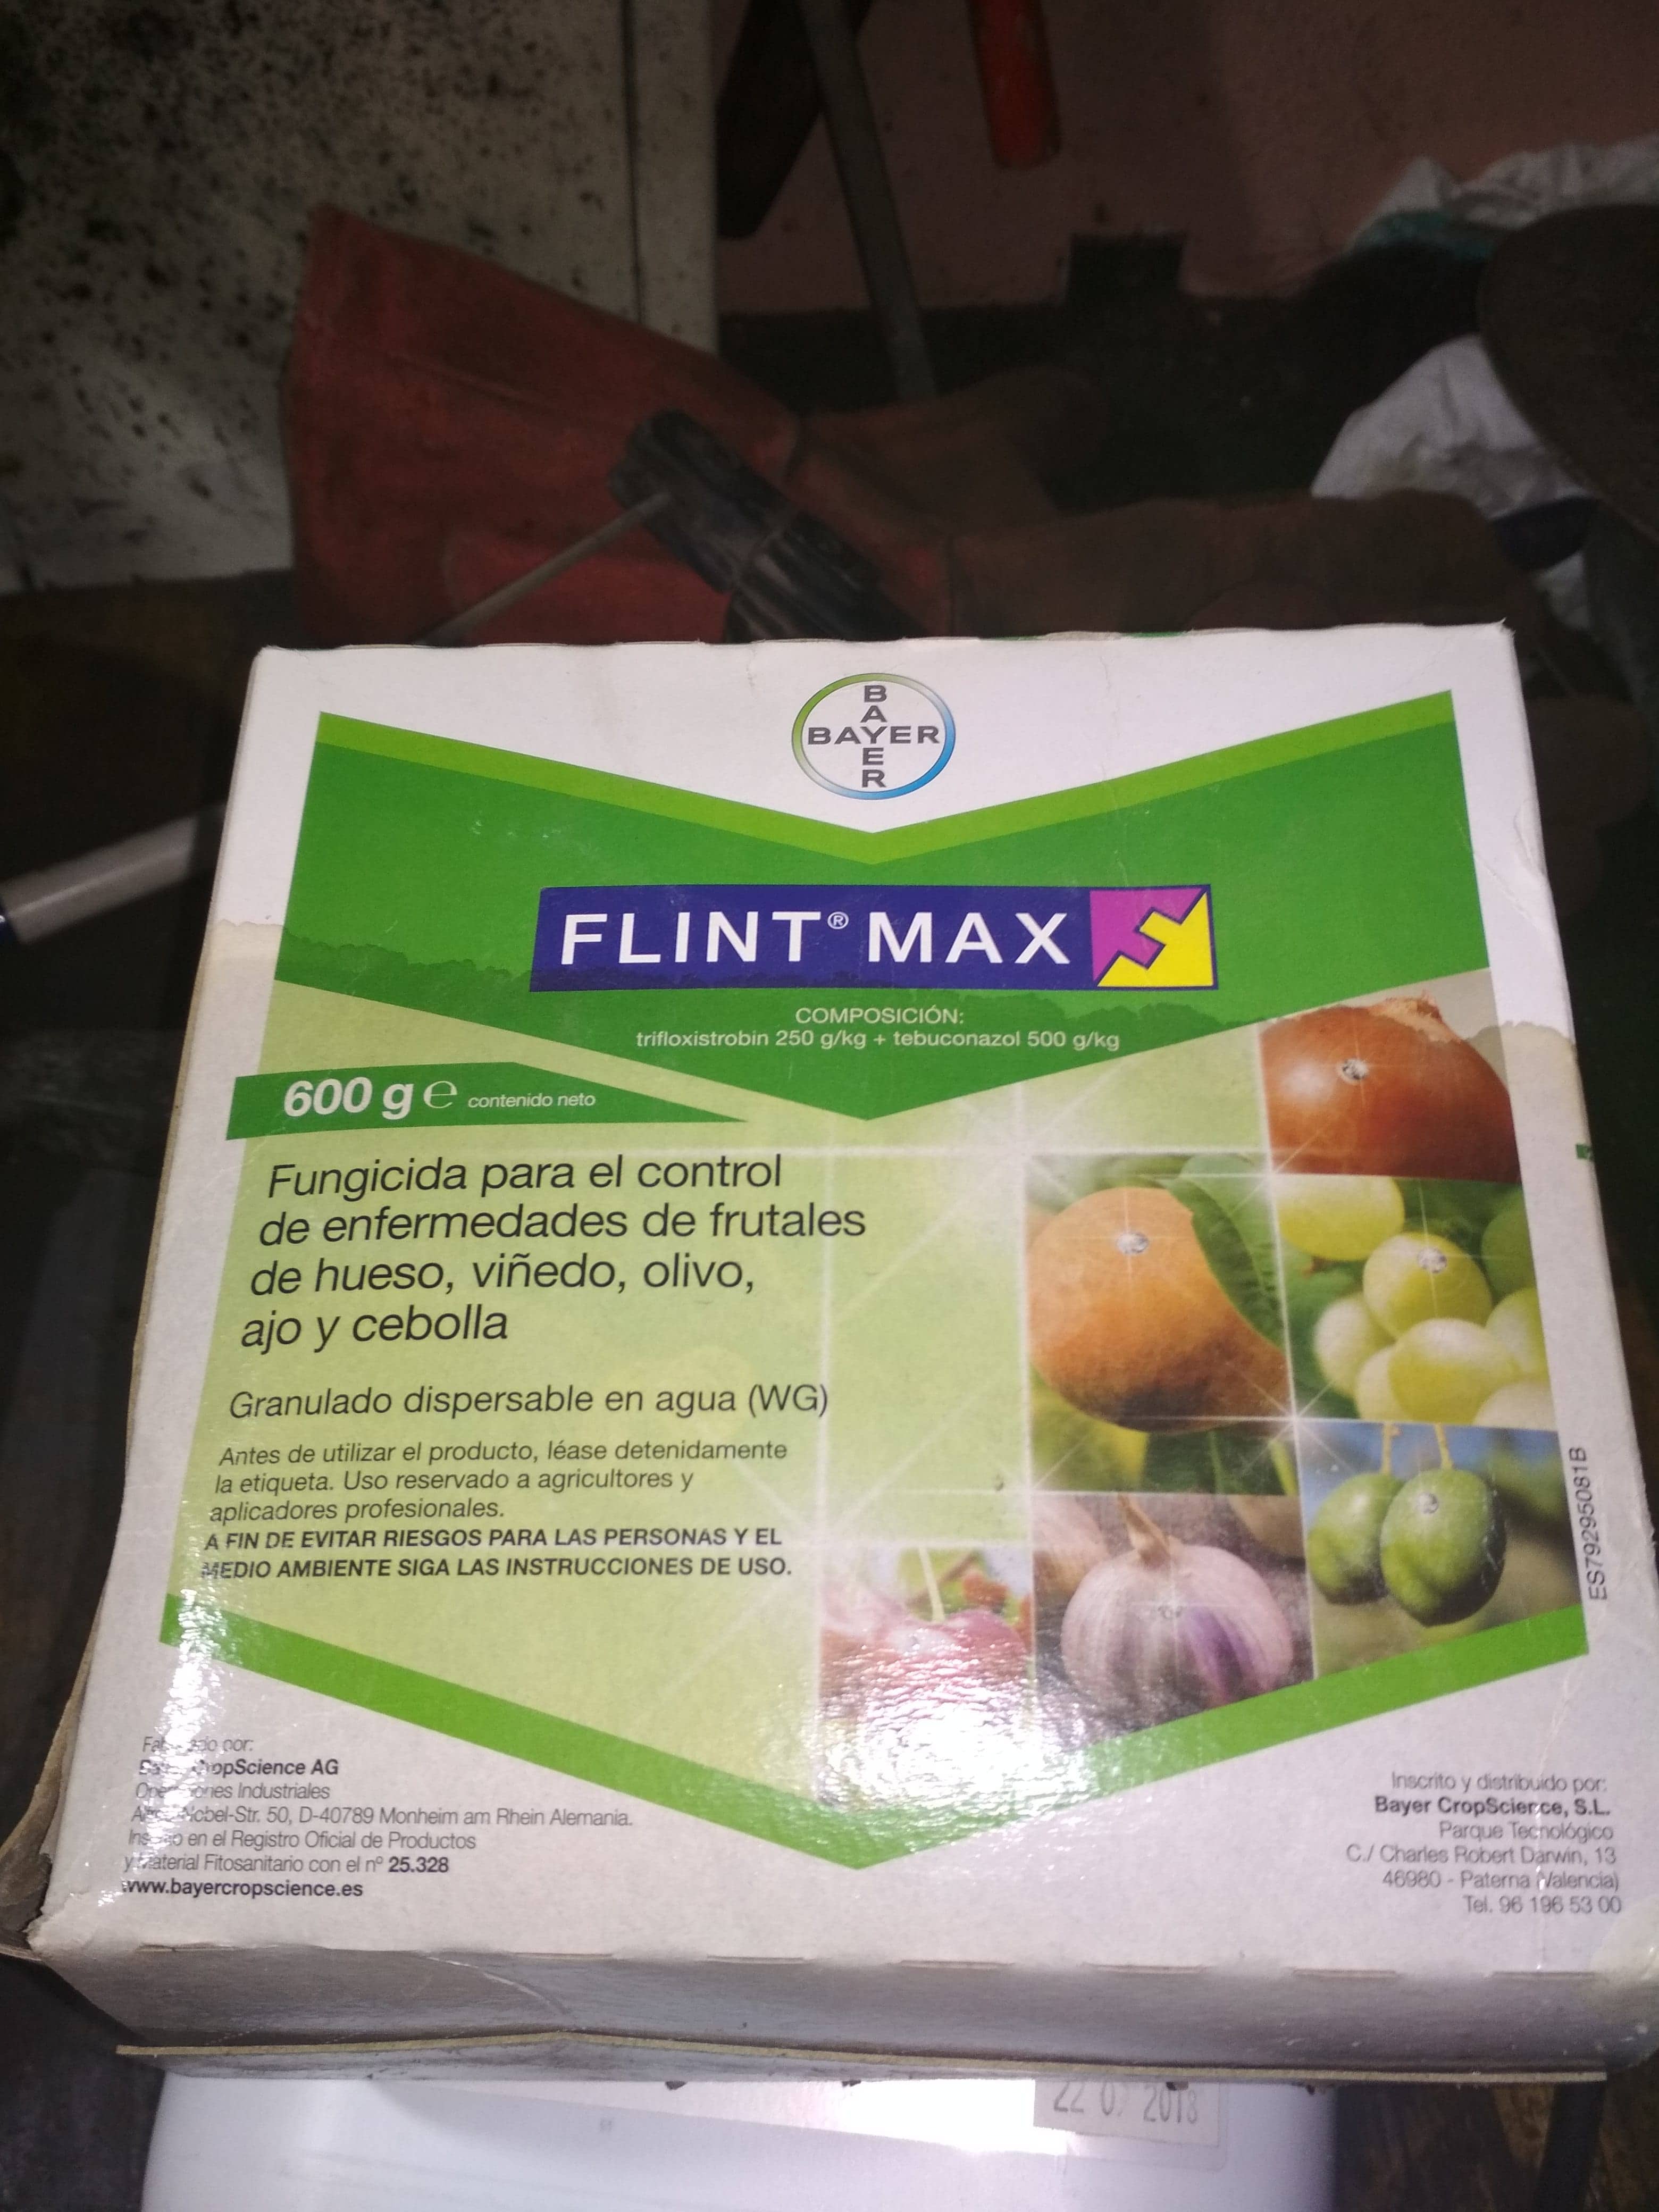 BAYER
BAYER
FLINT® MAX
COMPOSICIÓN:
trifloxistrobin 250 g/kg + tebuconazol 500 g/kg
600 g e contenido neto
Fungicida para el control
de enfermedades de frutales
de hueso, viñedo, olivo,
ajo y cebolla
Granulado dispersable en agua (WG)
Antes de utilizar el producto, léase detenidamente
la etiqueta. Uso reservado a agricultores y
aplicadores profesionales.
A FIN DE EVITAR RIESGOS PARA LAS PERSONAS Y EL
MEDIO AMBIENTE SIGA LAS INSTRUCCIONES DE USO.
ES79295081B
por:
CropScience AG
Industriales
50, D-40789 Monheim am Rhein Alemania.
en el Registro Oficial de Productos
y Material Fitosanitario con el nº 25.328
www.bayercropscience.es
Inscrito y distribuido por:
Bayer CropScience, S.L.
Parque Tecnológico
C./ Charles Robert Darwin, 13
46980 - Paterna (Valencia)
Tel. 96 196 53 00
22 2018